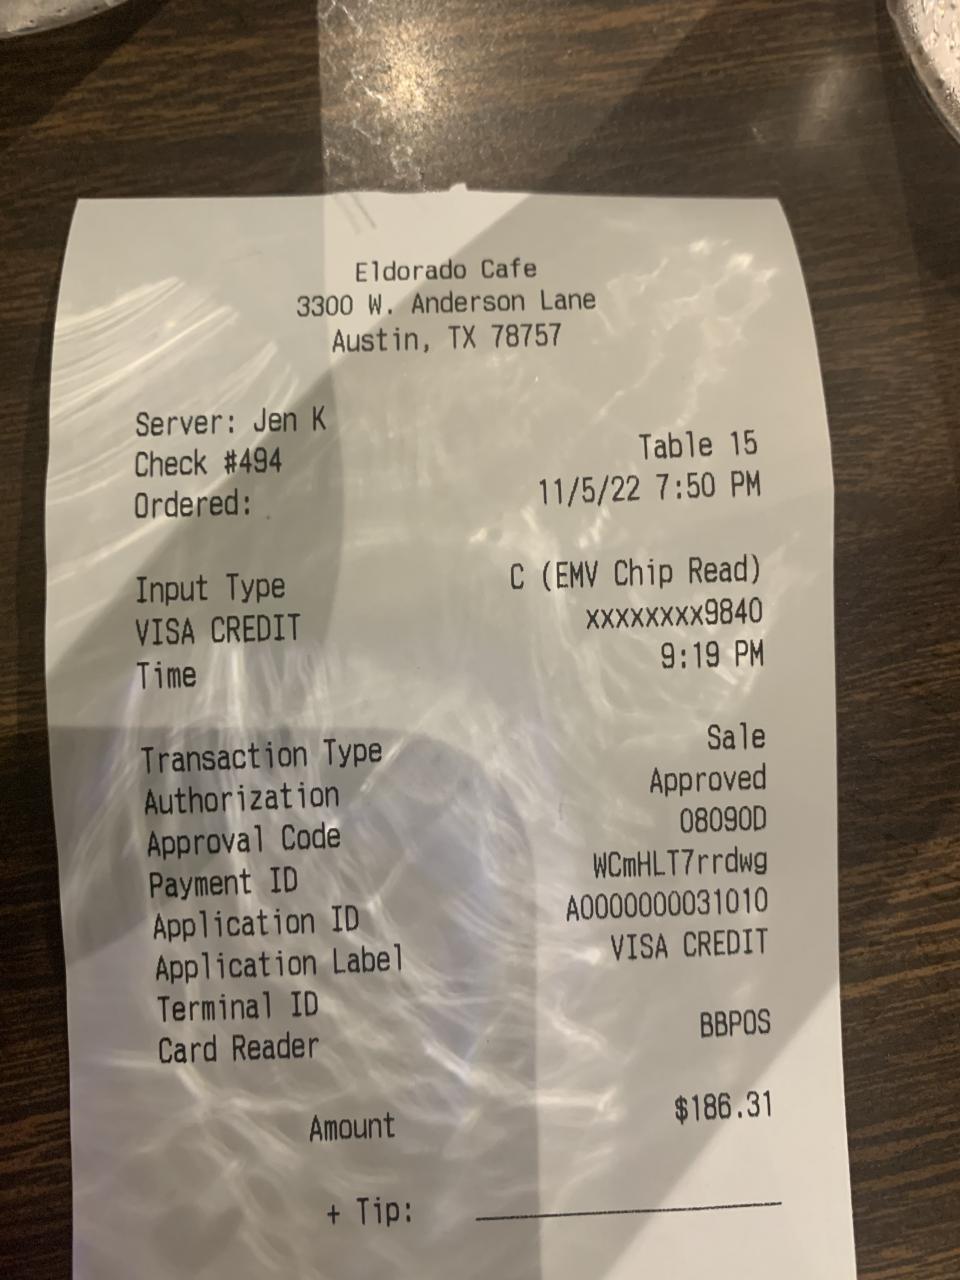 Eldorado Cafe
3300 W. Anderson Lane
Austin, TX 78757
Server: Jen K
Check #494 Table 15
Ordered: 11/5/22 7:50 PM
Input Type C (EMV Chip Read)
VISA CREDIT xxxxxxxx9840
Time 9:19 PM
Transaction Type Sale
Authorization Approved
Approval Code 08090D
Payment ID WCmHLT7rrdwg
Application ID A0000000031010
Application Label VISA CREDIT
Terminal ID
Card Reader BBPOS
Amount $186.31
+ Tip: